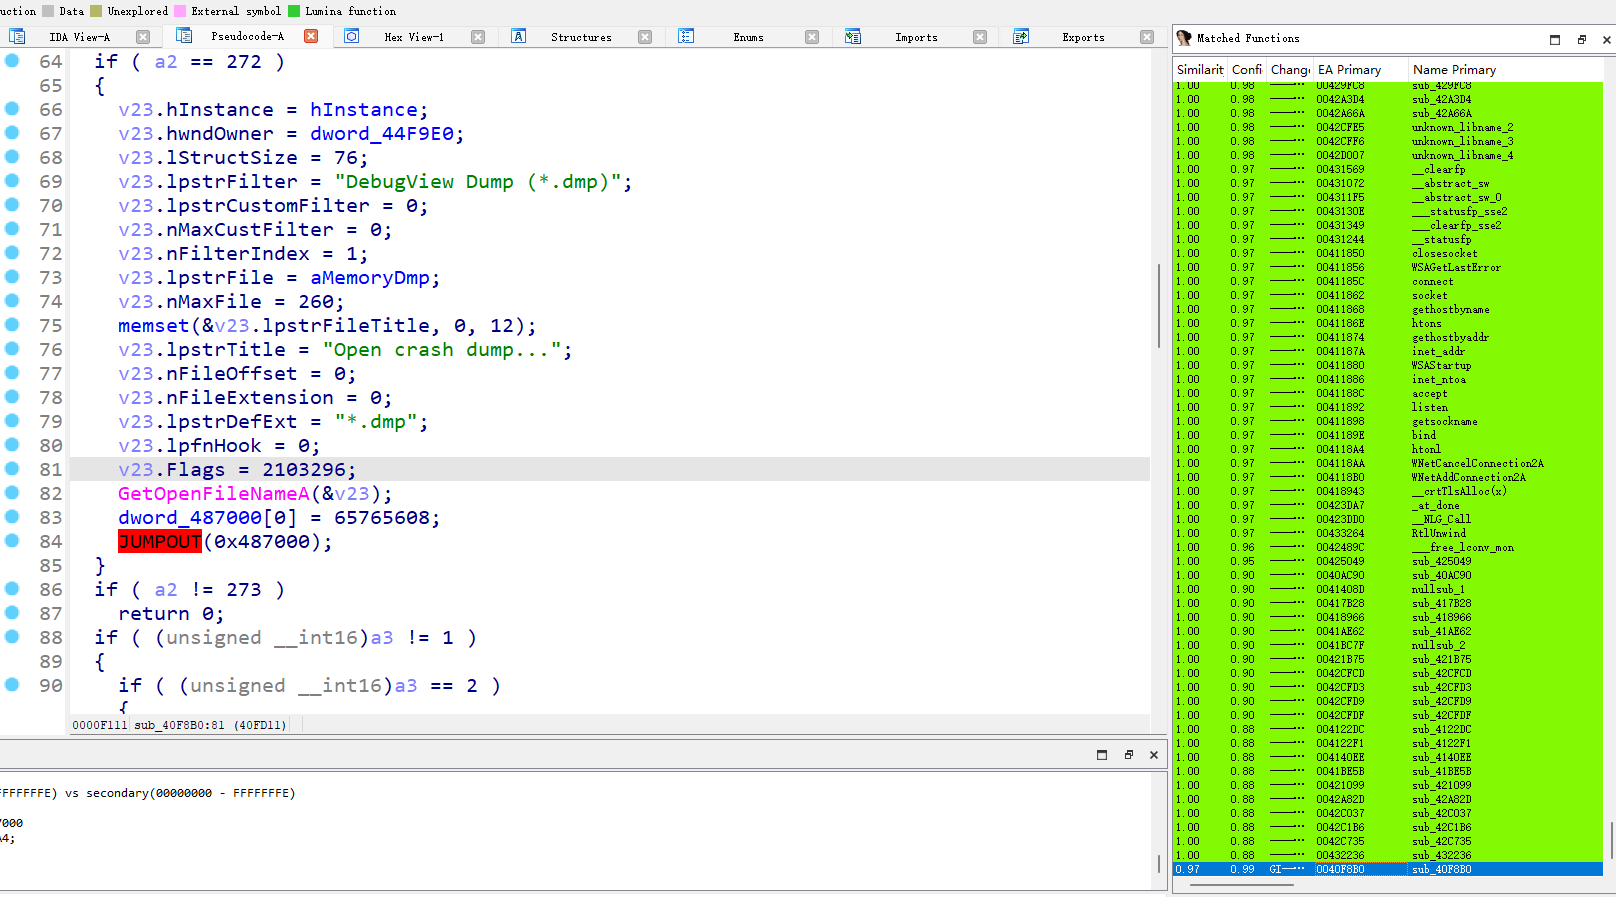 uction Data Unexplored External symbol Lumina function
IDA View-A Pseudocode-A Hex View-1 Structures Enums Imports Exports
64 if ( a2 == 272 )
65 {
66 v23.hInstance = hInstance;
67 v23.hwndOwner = dword_44F9E0;
68 v23.lStructSize = 76;
69 v23.lpstrFilter = "DebugView Dump (*.dmp)";
70 v23.lpstrCustomFilter = 0;
71 v23.nMaxCustFilter = 0;
72 v23.nFilterIndex = 1;
73 v23.lpstrFile = aMemoryDmp;
74 v23.nMaxFile = 260;
75 memset(&v23.lpstrFileTitle, 0, 12);
76 v23.lpstrTitle = "Open crash dump...";
77 v23.nFileOffset = 0;
78 v23.nFileExtension = 0;
79 v23.lpstrDefExt = "*.dmp";
80 v23.lpfnHook = 0;
81 v23.Flags = 2103296;
82 GetOpenFileNameA(&v23);
83 dword_487000[0] = 65765608;
84 JUMPOUT(0x487000);
85 }
86 if ( a2 != 273 )
87 return 0;
88 if ( (unsigned __int16)a3 != 1 )
89 {
90 if ( (unsigned __int16)a3 == 2 )
{
0000F111 sub_40F8B0:81 (40FD11)
FFFFFFFE) vs secondary(00000000 - FFFFFFFE)
7000
A4;
Matched Functions
Similarit Confi Chang EA Primary Name Primary
1.00 0.98 00429FC8 sub_429FC8
1.00 0.98 0042A3D4 sub_42A3D4
1.00 0.98 0042A66A sub_42A66A
1.00 0.98 0042CFE5 unknown_libname_2
1.00 0.98 0042CFF6 unknown_libname_3
1.00 0.98 0042D007 unknown_libname_4
1.00 0.97 00431569 __clearfp
1.00 0.97 00431072 __abstract_sw
1.00 0.97 004311F5 __abstract_sw_0
1.00 0.97 0043130E ___statusfp_sse2
1.00 0.97 00431349 ___clearfp_sse2
1.00 0.97 00431244 __statusfp
1.00 0.97 00411850 closesocket
1.00 0.97 00411856 WSAGetLastError
1.00 0.97 0041185C connect
1.00 0.97 00411862 socket
1.00 0.97 00411868 gethostbyname
1.00 0.97 0041186E htons
1.00 0.97 00411874 gethostbyaddr
1.00 0.97 0041187A inet_addr
1.00 0.97 00411880 WSAStartup
1.00 0.97 00411886 inet_ntoa
1.00 0.97 0041188C accept
1.00 0.97 00411892 listen
1.00 0.97 00411898 getsockname
1.00 0.97 0041189E bind
1.00 0.97 004118A4 htonl
1.00 0.97 004118AA WNetCancelConnection2A
1.00 0.97 004118B0 WNetAddConnection2A
1.00 0.97 00418943 __crtTlsAlloc(x)
1.00 0.97 00423DA7 _at_done
1.00 0.97 00423DD0 __NLG_Call
1.00 0.97 00433264 RtlUnwind
1.00 0.96 0042489C ___free_lconv_mon
1.00 0.95 00425049 sub_425049
1.00 0.90 0040AC90 sub_40AC90
1.00 0.90 0041408D nullsub_1
1.00 0.90 00417B28 sub_417B28
1.00 0.90 00418966 sub_418966
1.00 0.90 0041AE62 sub_41AE62
1.00 0.90 0041BC7F nullsub_2
1.00 0.90 00421B75 sub_421B75
1.00 0.90 0042CFCD sub_42CFCD
1.00 0.90 0042CFD3 sub_42CFD3
1.00 0.90 0042CFD9 sub_42CFD9
1.00 0.90 0042CFDF sub_42CFDF
1.00 0.88 004122DC sub_4122DC
1.00 0.88 004122F1 sub_4122F1
1.00 0.88 004140EE sub_4140EE
1.00 0.88 0041BE5B sub_41BE5B
1.00 0.88 00421099 sub_421099
1.00 0.88 0042A82D sub_42A82D
1.00 0.88 0042C037 sub_42C037
1.00 0.88 0042C1B6 sub_42C1B6
1.00 0.88 0042C735 sub_42C735
1.00 0.88 00432236 sub_432236
0.97 0.99 GI 0040F8B0 sub_40F8B0